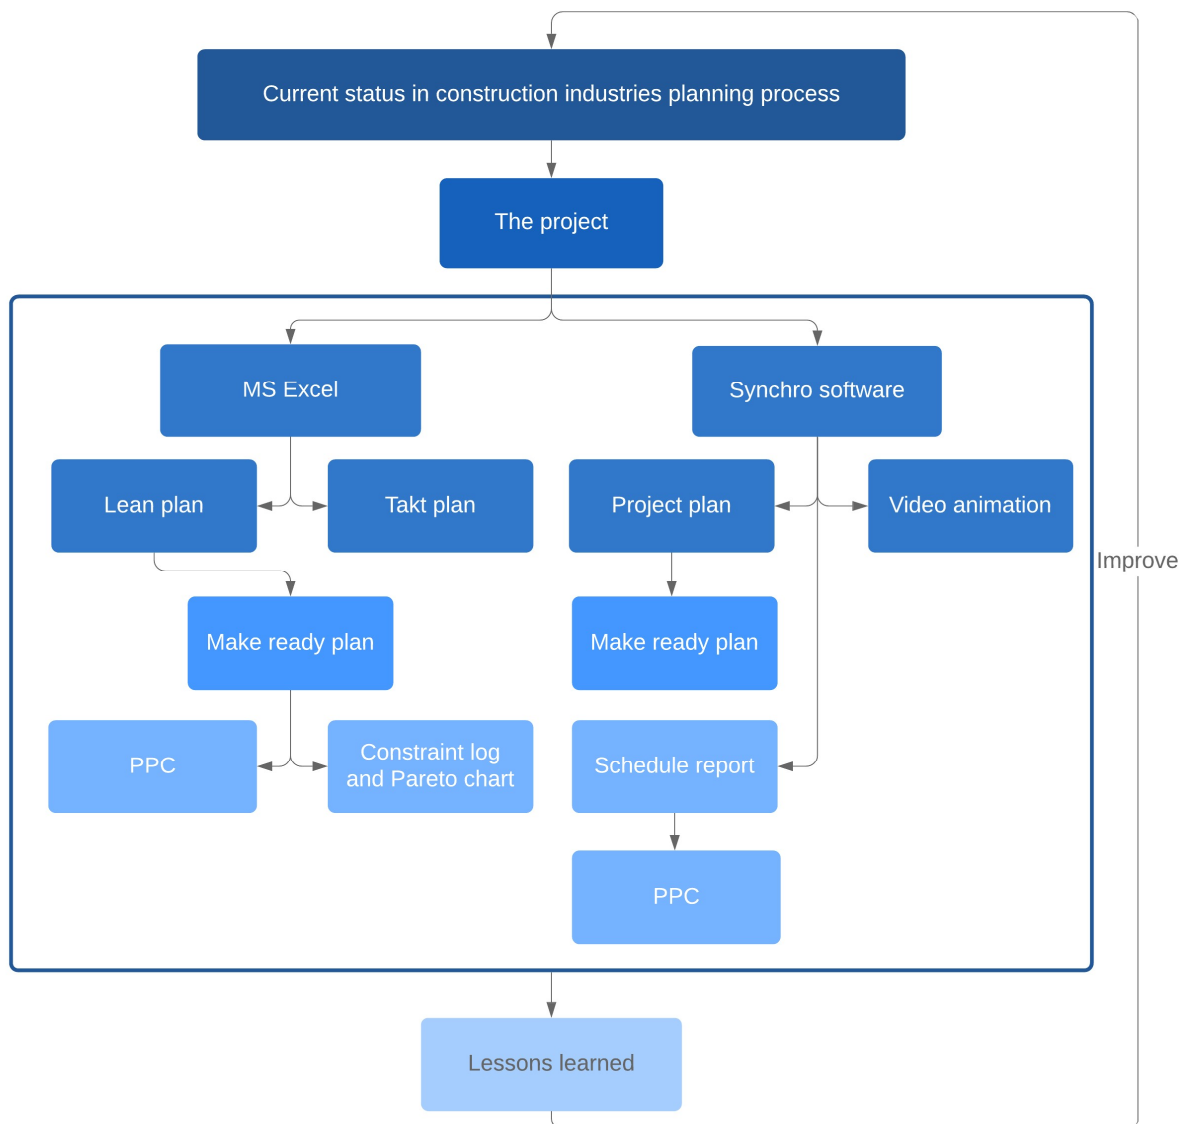 Current status in construction industries planning process
The project
MS Excel
Synchro software
Lean plan
Takt plan
Project plan
Video animation
Improve
Make ready plan
Make ready plan
PPC
Constraint log
and Pareto chart
Schedule report
PPC
Lessons learned